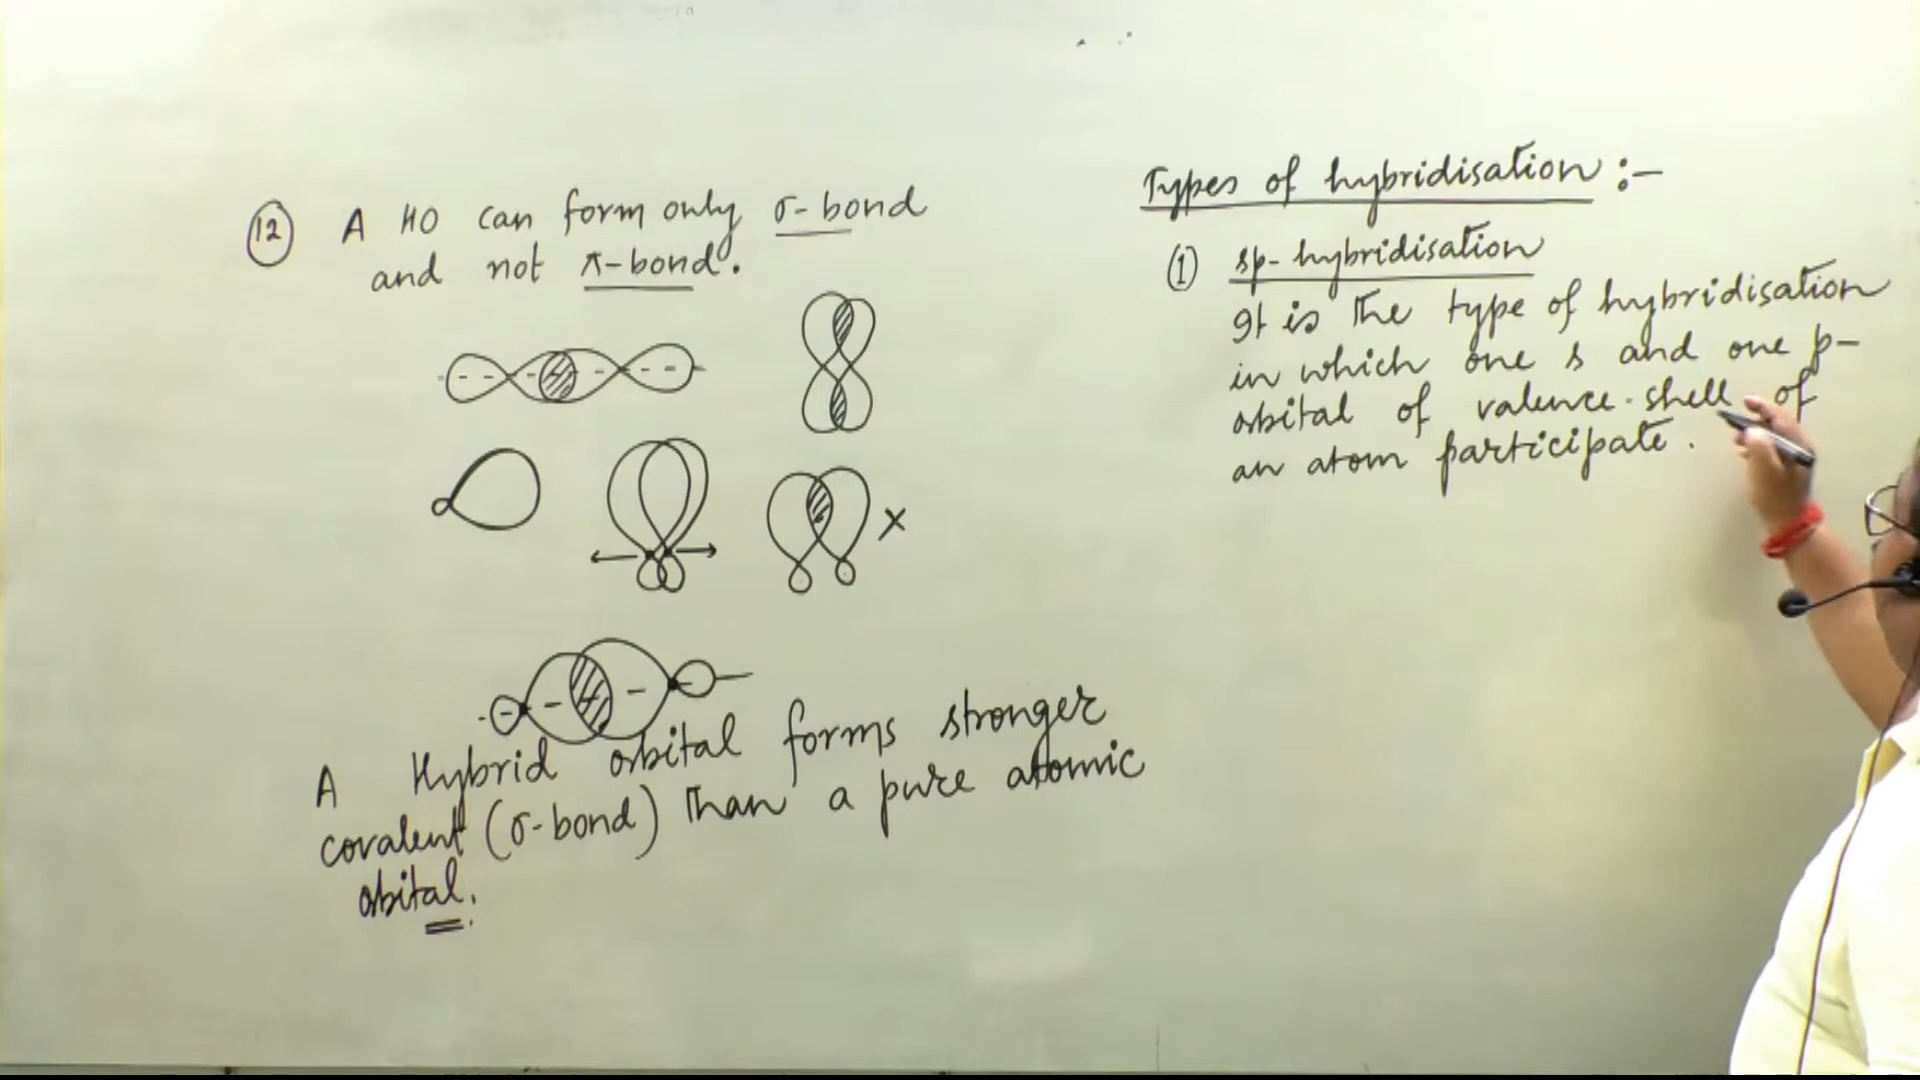 12 A HO can form only σ-bond
and not π-bond.
A Hybrid orbital forms stronger
covalent (σ-bond) than a pure atomic
orbital.
Types of hybridisation :-
(1) sp-hybridisation
It is the type of hybridisation
in which one s and one p-
orbital of valence-shell of
an atom participate.